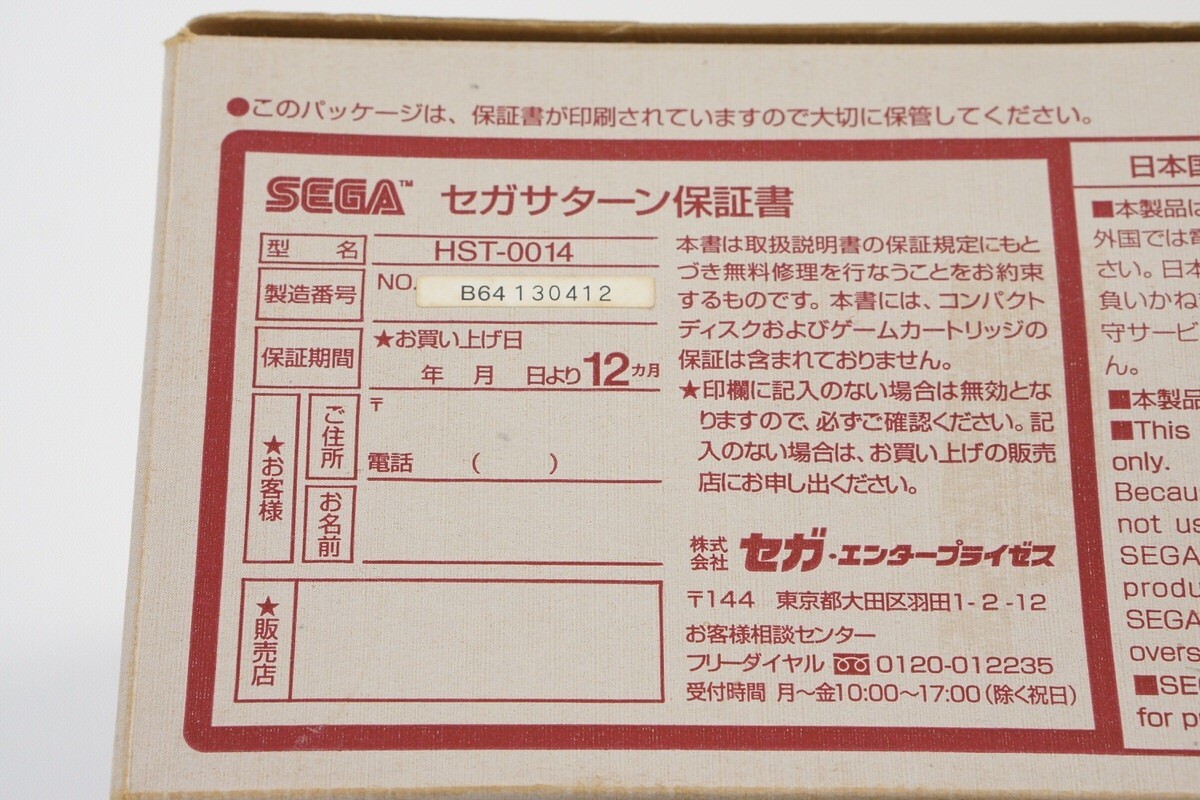 ●このパッケージは、保証書が印刷されていますので大切に保管してください。
SEGA™ セガサターン保証書
型 名 HST-0014
製造番号 NO. B64130412
保証期間 ★お買い上げ日
年 月 日より12カ月
★お客様
ご住所 〒
電話 ( )
お名前
★販売店
本書は取扱説明書の保証規定にもと
づき無料修理を行なうことをお約束
するものです。本書には、コンパクト
ディスクおよびゲームカートリッジの
保証は含まれておりません。
★印欄に記入のない場合は無効とな
りますので、必ずご確認ください。記
入のない場合は、お買い上げの販売
店にお申し出ください。
株式会社 セガ・エンタープライゼス
〒144 東京都大田区羽田1-2-12
お客様相談センター
フリーダイヤル 0120-012235
受付時間 月〜金10:00〜17:00(除く祝日)
日本国
■本製品は
外国では電
さい。日本
負いかね
守サービ
ん。
■本製品
■This
only.
Becau
not us
SEGA
produ
SEGA
overs
■SEG
for p